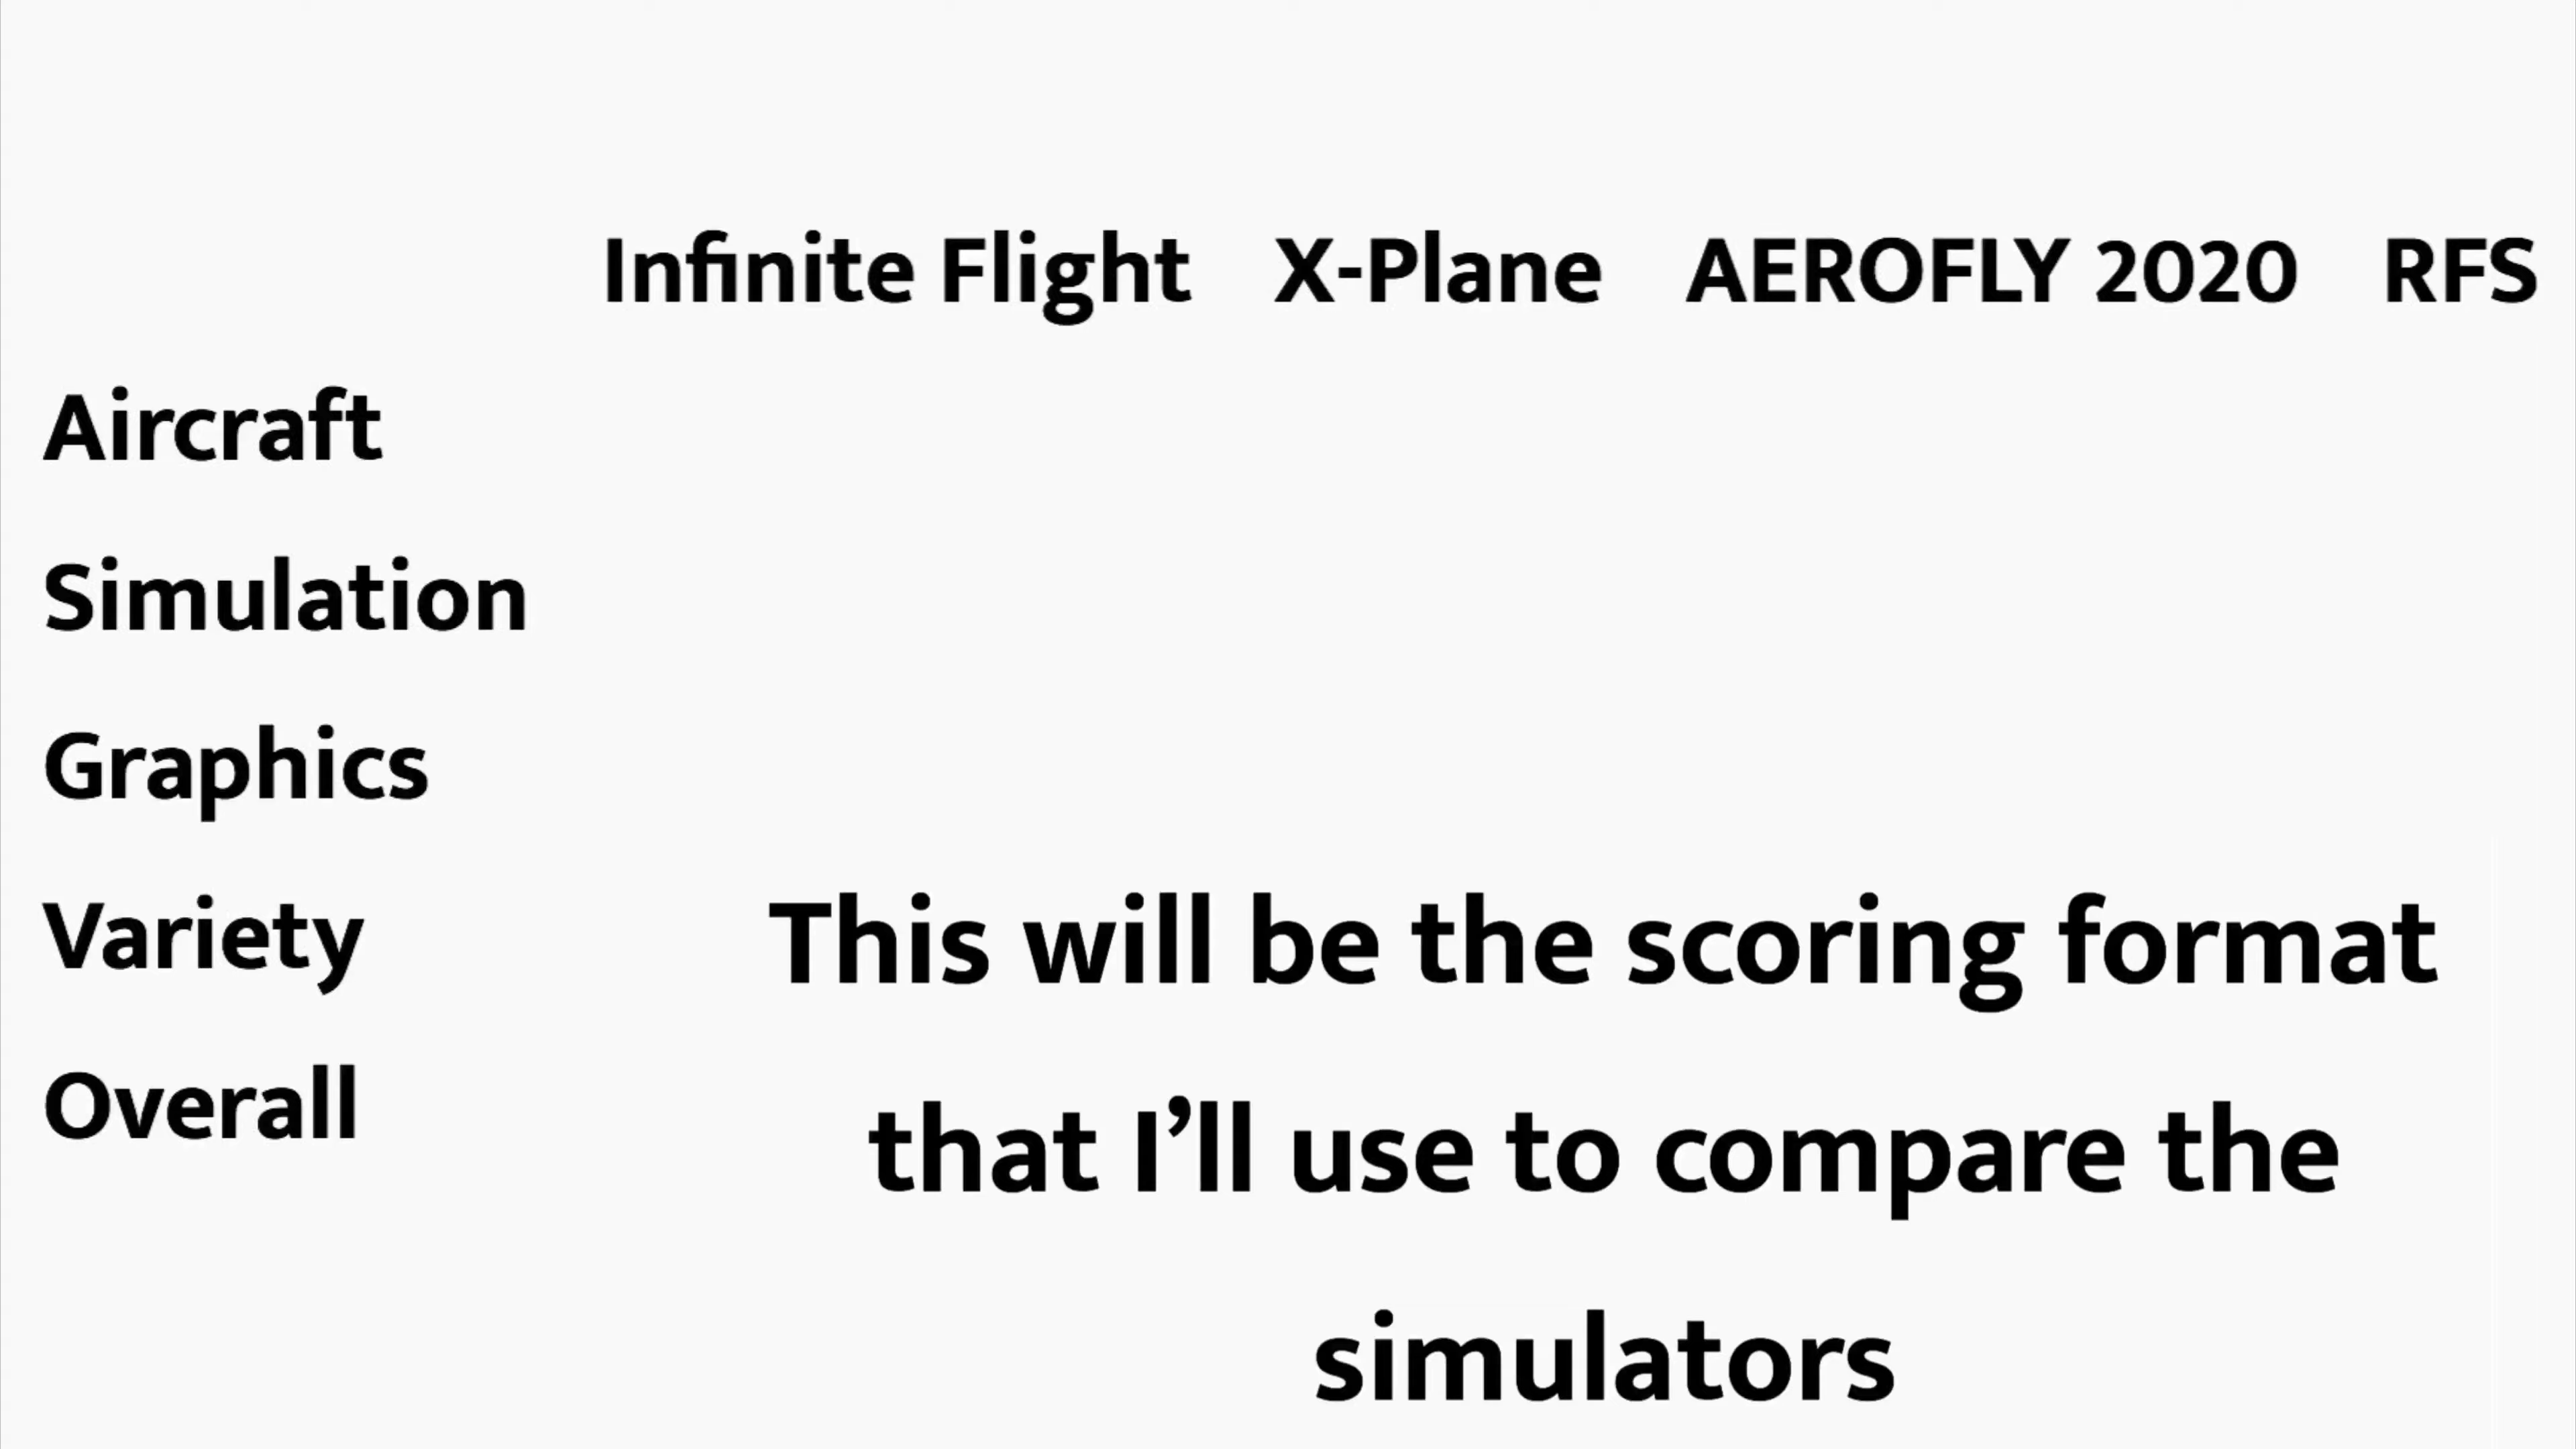 Infinite Flight X-Plane AEROFLY 2020 RFS
Aircraft
Simulation
Graphics
Variety
Overall
This will be the scoring format
that I’ll use to compare the
simulators